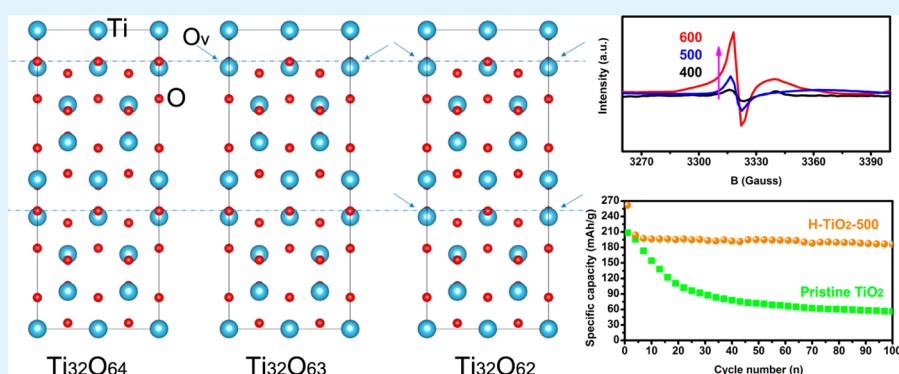 Ti
Ov
O
Ti32O64
Ti32O63
Ti32O62
Intensity (a.u.)
600
500
400
3270 3300 3330 3360 3390
B (Gauss)
Specific capacity (mAh/g)
270
240
210
180
150
120
90
60
30
0
H-TiO2-500
Pristine TiO2
0 10 20 30 40 50 60 70 80 90 100
Cycle number (n)